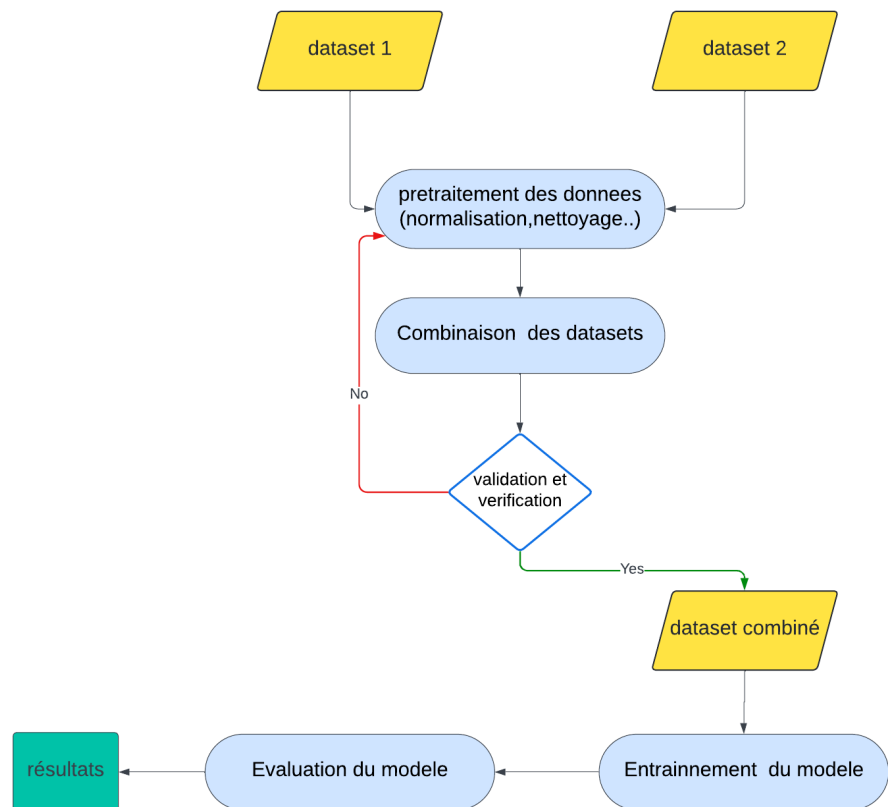 dataset 1
dataset 2
pretraitement des donnees
(normalisation,nettoyage..)
Combinaison des datasets
No
validation et
verification
Yes
dataset combiné
résultats
Evaluation du modele
Entrainnement du modele